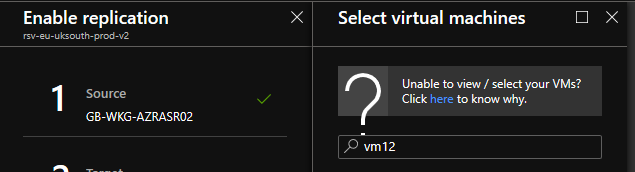 Enable replication
rsv-eu-uksouth-prod-v2
Select virtual machines
1
Source
GB-WKG-AZRASR02
?
Unable to view / select your VMs?
Click here to know why.
vm12